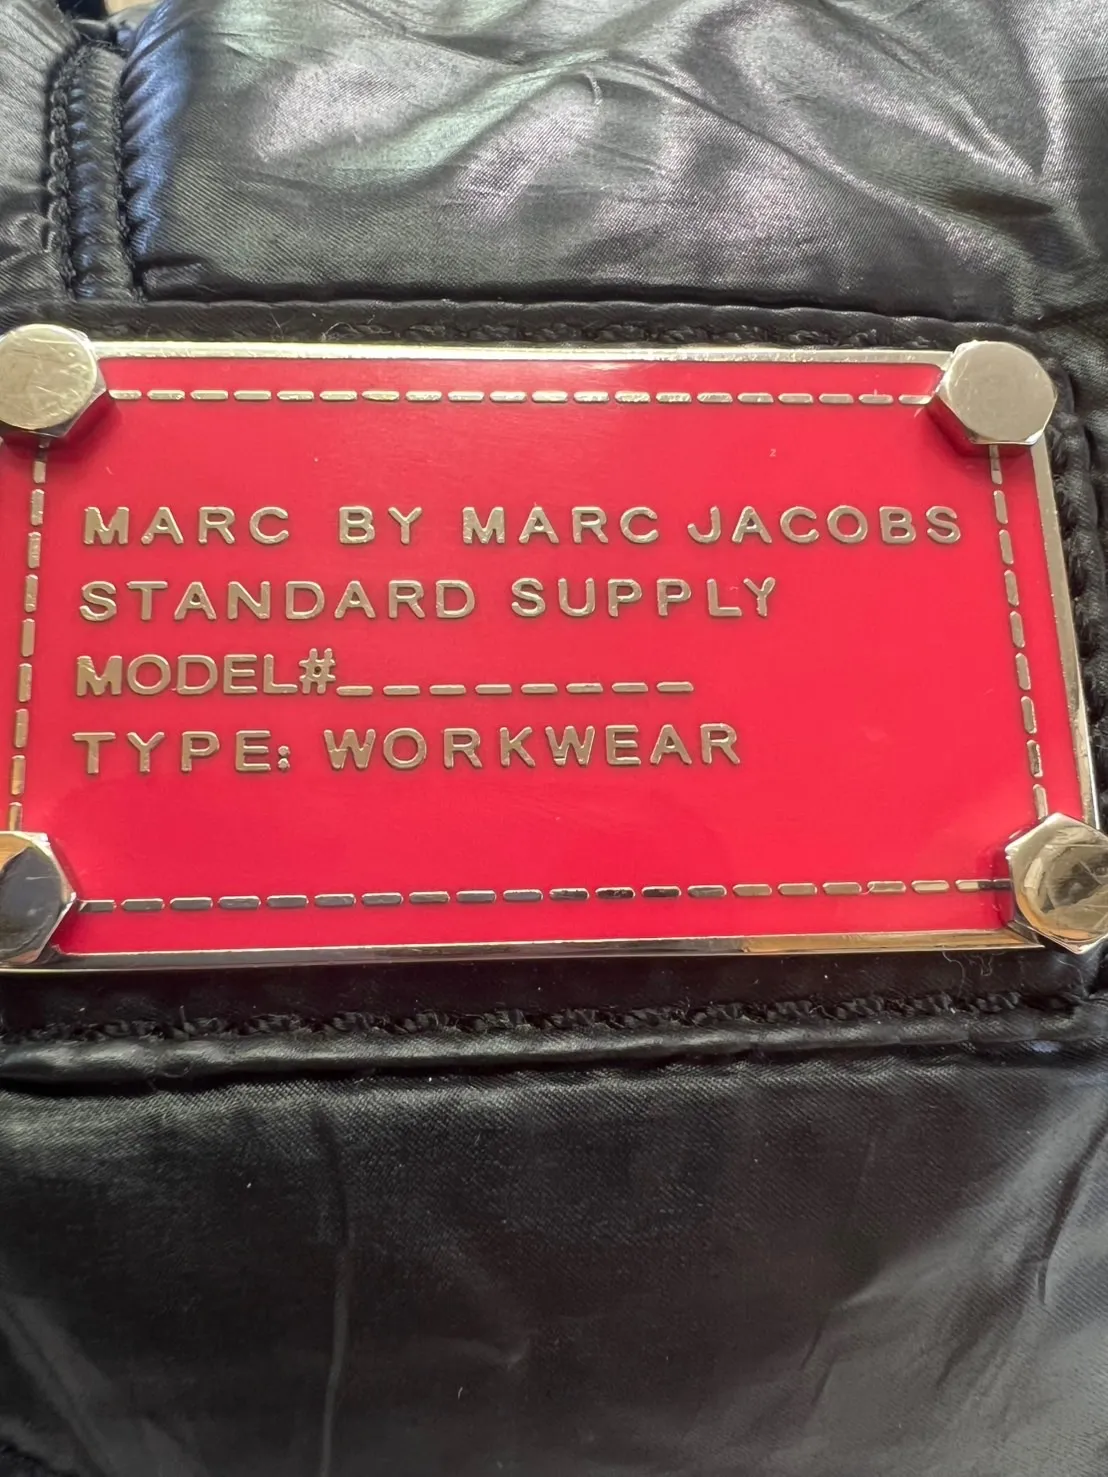 MARC BY MARC JACOBS
STANDARD SUPPLY
MODEL#________
TYPE: WORKWEAR